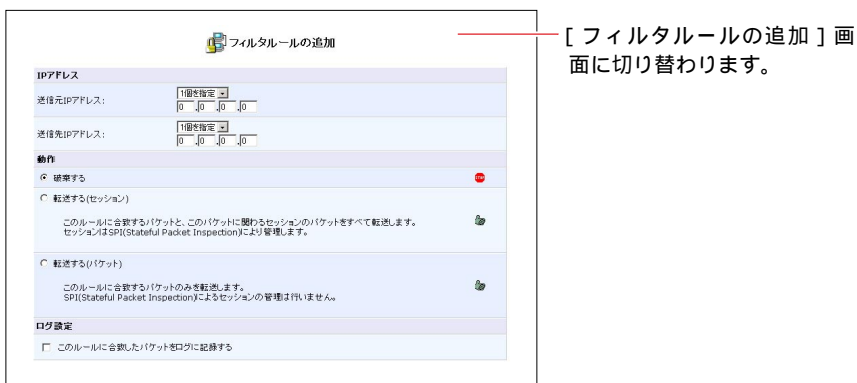 フィルタルールの追加
[ フィルタルールの追加 ] 画
面に切り替わります。
IPアドレス
送信元IPアドレス:
1個を指定
0 .0 .0 .0
送信先IPアドレス:
1個を指定
0 .0 .0 .0
動作
破棄する
転送する(セッション)
このルールに合致するパケットと、このパケットに関わるセッションのパケットをすべて転送します。
セッションはSPI(Stateful Packet Inspection)により管理します。
転送する(パケット)
このルールに合致するパケットのみを転送します。
SPI(Stateful Packet Inspection)によるセッションの管理は行いません。
ログ設定
このルールに合致したパケットをログに記録する